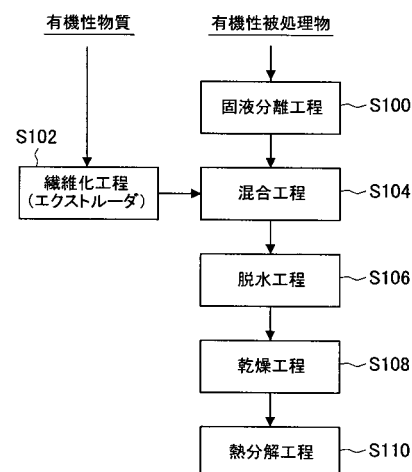 有機性物質
有機性被処理物
固液分離工程
S100
S102
繊維化工程
(エクストルーダ)
混合工程
S104
脱水工程
S106
乾燥工程
S108
熱分解工程
S110